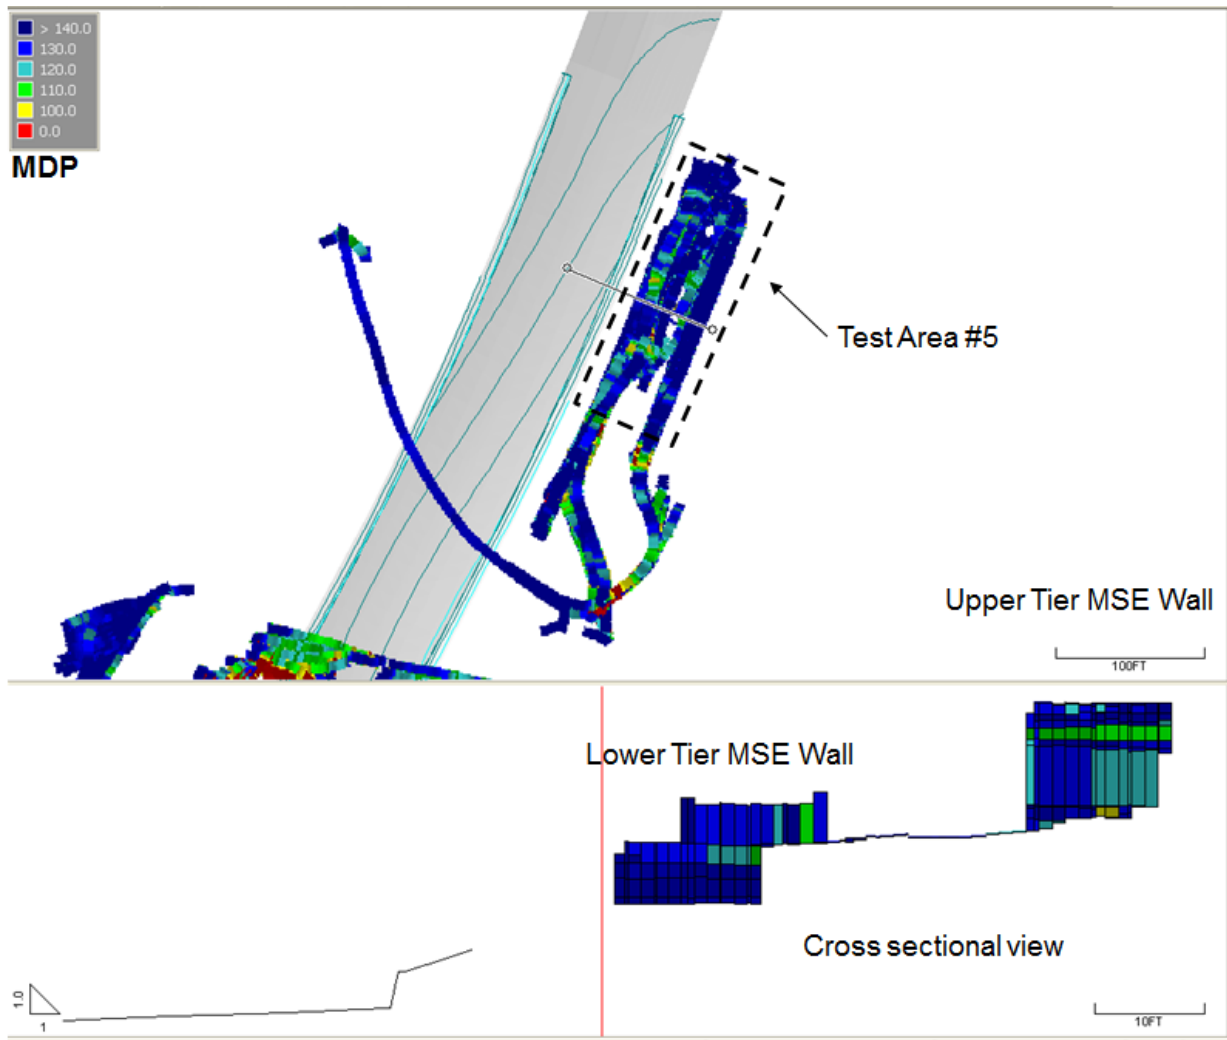 > 140.0
130.0
120.0
110.0
100.0
0.0
MDP
Test Area #5
Upper Tier MSE Wall
100FT
Lower Tier MSE Wall
Cross sectional view
1.0
1
10FT